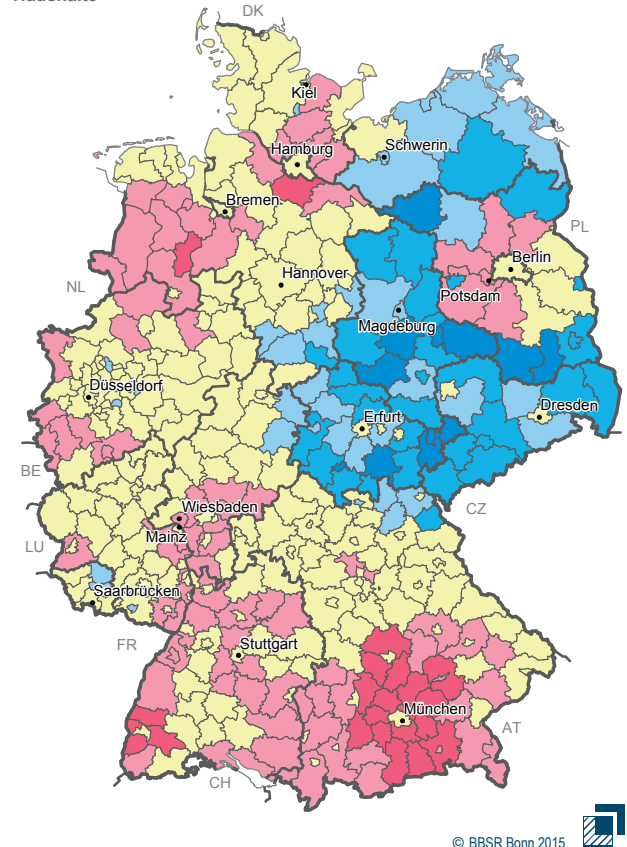 DK
Kiel
Schwerin
Hamburg
Bremen
PL
Berlin
NL
Hannover
Potsdam
Magdeburg
Düsseldorf
Erfurt
Dresden
BE
CZ
Wiesbaden
Mainz
LU
Saarbrücken
FR
Stuttgart
München
AT
CH
© BBSR Bonn 2015